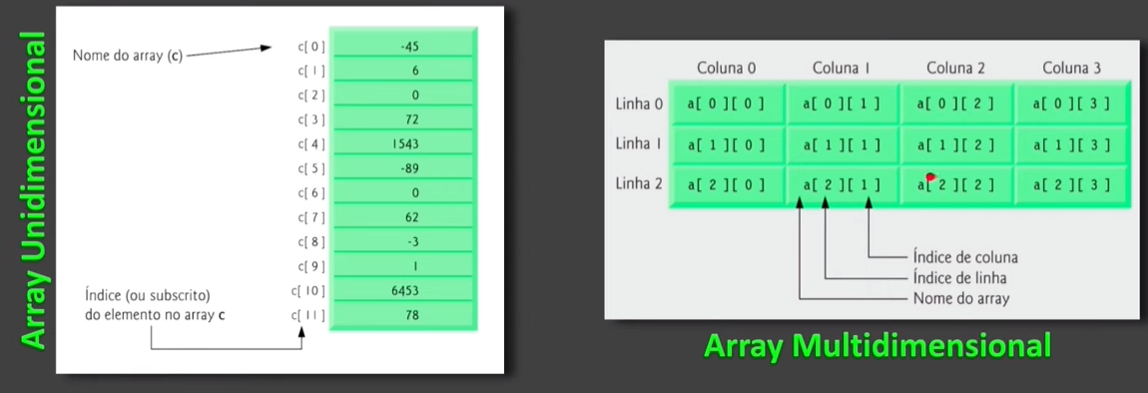 Array Unidimensional
Nome do array (c)
c[ 0 ] -45
c[ 1 ] 6
c[ 2 ] 0
c[ 3 ] 72
c[ 4 ] 1543
c[ 5 ] -89
c[ 6 ] 0
c[ 7 ] 62
c[ 8 ] -3
c[ 9 ] 1
c[ 10 ] 6453
c[ 11 ] 78
Índice (ou subscrito)
do elemento no array c
Coluna 0 Coluna 1 Coluna 2 Coluna 3
Linha 0 a[ 0 ][ 0 ] a[ 0 ][ 1 ] a[ 0 ][ 2 ] a[ 0 ][ 3 ]
Linha 1 a[ 1 ][ 0 ] a[ 1 ][ 1 ] a[ 1 ][ 2 ] a[ 1 ][ 3 ]
Linha 2 a[ 2 ][ 0 ] a[ 2 ][ 1 ] a[ 2 ][ 2 ] a[ 2 ][ 3 ]
Índice de coluna
Índice de linha
Nome do array
Array Multidimensional